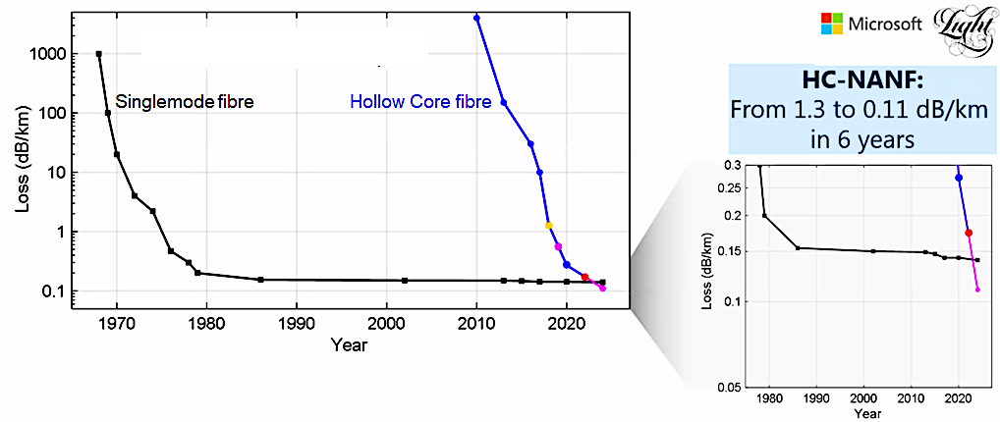 Microsoft
Light
HC-NANF:
From 1.3 to 0.11 dB/km
in 6 years
Loss (dB/km)
1000
100
10
1
0.1
Singlemode fibre
Hollow Core fibre
1970
1980
1990
2000
2010
2020
Year
Loss (dB/km)
0.3
0.25
0.2
0.15
0.1
0.05
1980
1990
2000
2010
2020
Year